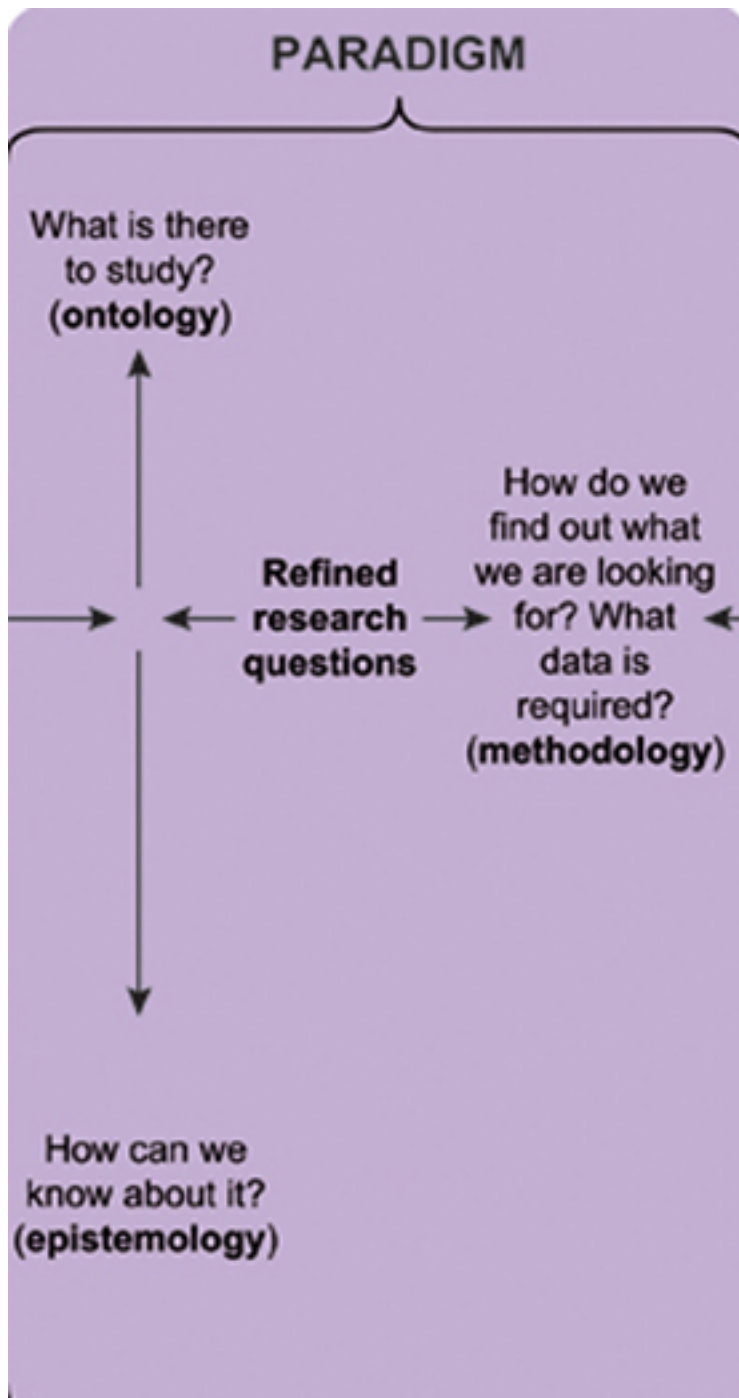 PARADIGM
What is there
to study?
(ontology)
Refined
research
questions
How do we
find out what
we are looking
for? What
data is
required?
(methodology)
How can we
know about it?
(epistemology)